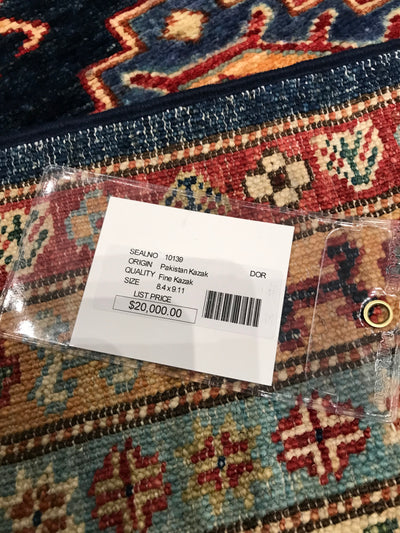 SEALNO 10139
ORIGIN Pakistan Kazak DOR
QUALITY Fine Kazak
SIZE 8.4 x 9.11
LIST PRICE
$20,000.00